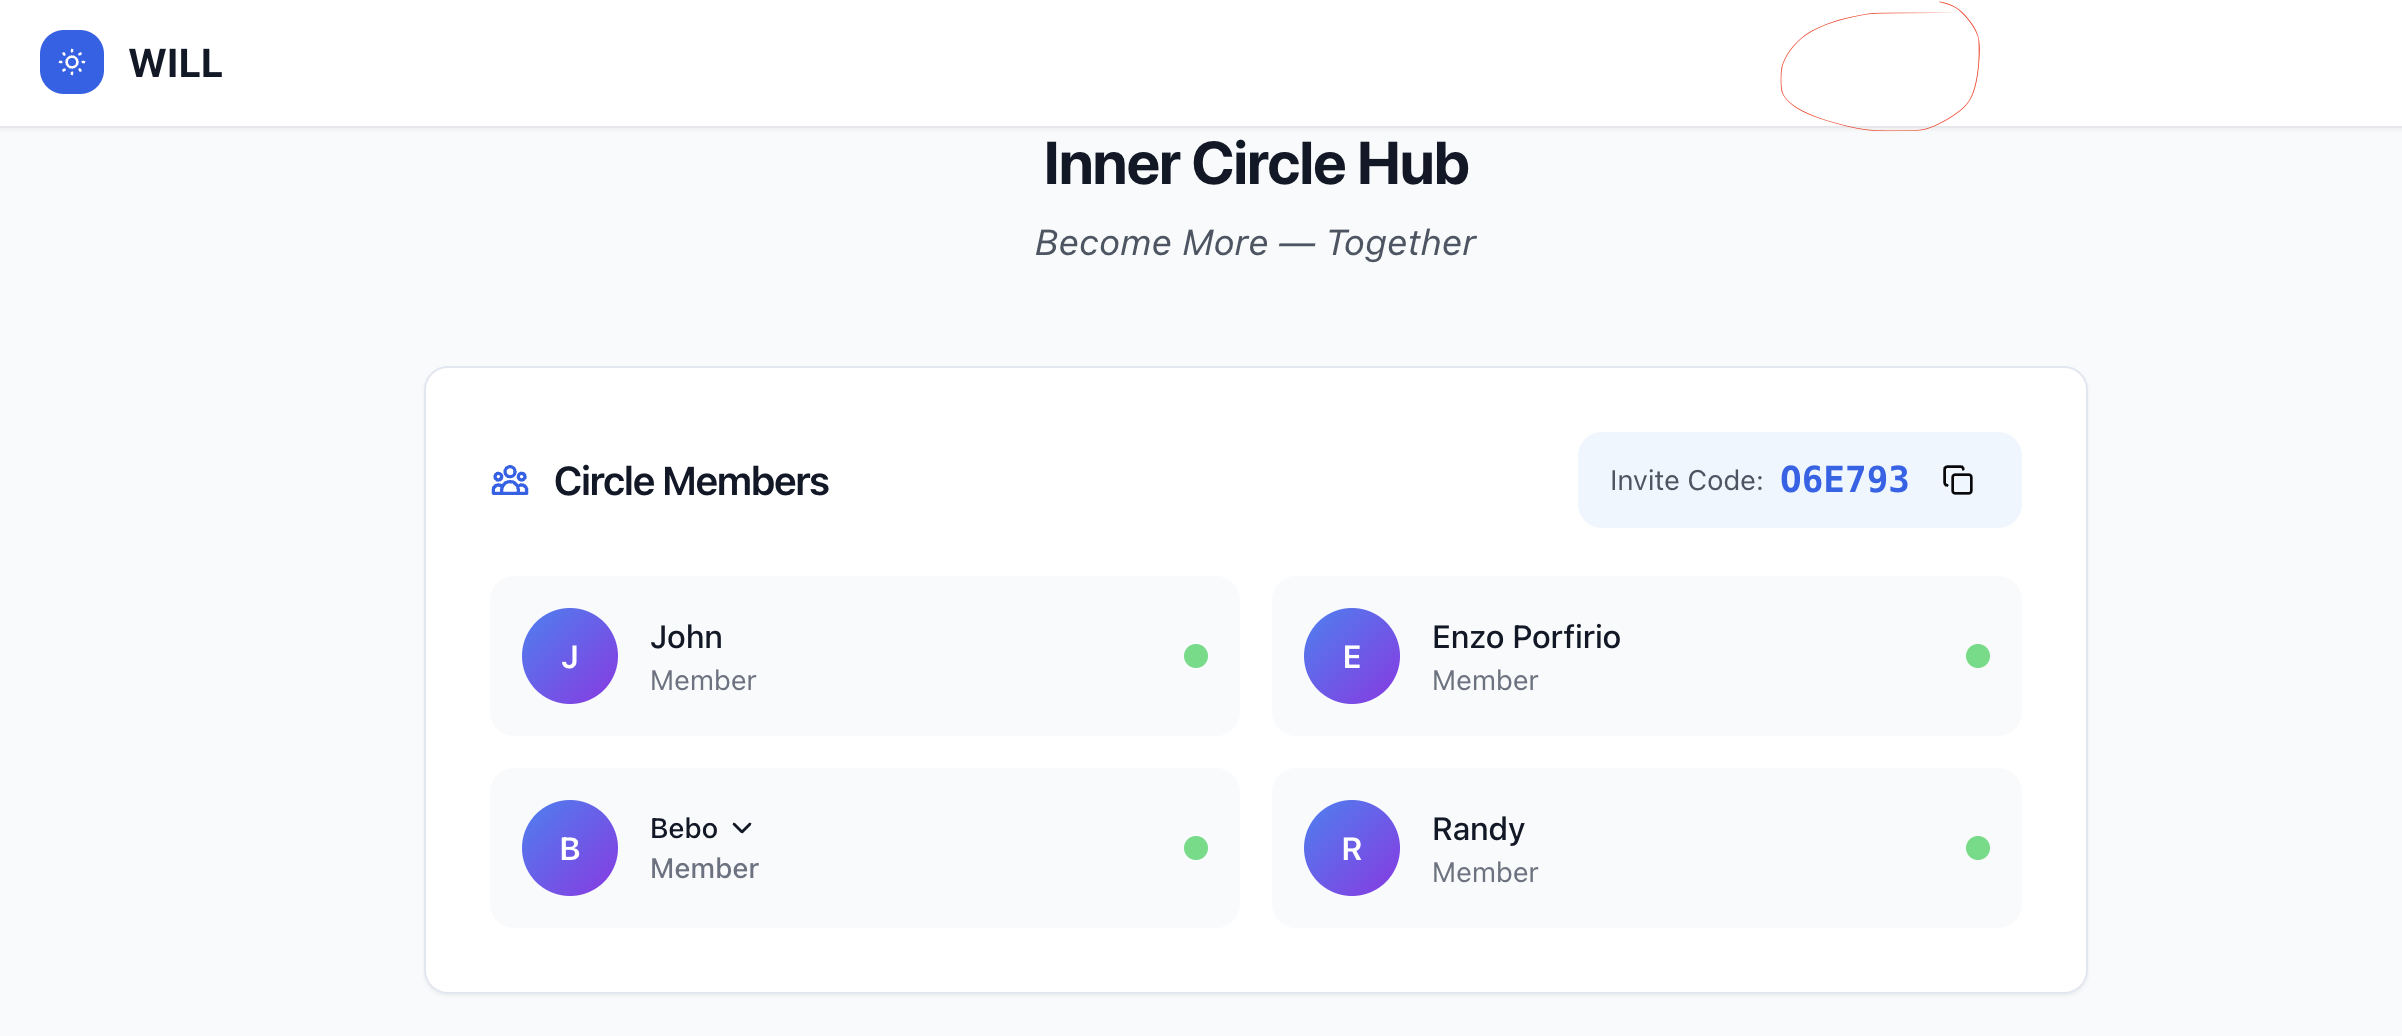 WILL
Inner Circle Hub
Become More — Together
Circle Members
Invite Code: 06E793
J
John
Member
E
Enzo Porfirio
Member
B
Bebo
Member
R
Randy
Member